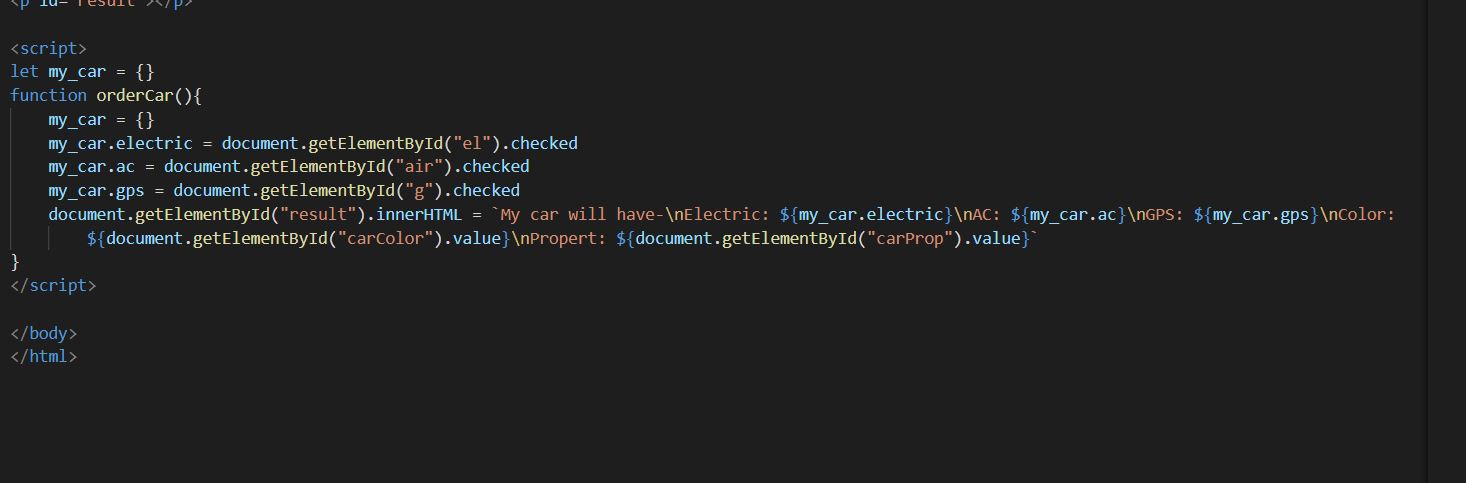 <p id="result"></p>
<script>
let my_car = {}
function orderCar(){
my_car = {}
my_car.electric = document.getElementById("el").checked
my_car.ac = document.getElementById("air").checked
my_car.gps = document.getElementById("g").checked
document.getElementById("result").innerHTML = `My car will have-\nElectric: ${my_car.electric}\nAC: ${my_car.ac}\nGPS: ${my_car.gps}\nColor:
${document.getElementById("carColor").value}\nPropert: ${document.getElementById("carProp").value}`
}
</script>
</body>
</html>